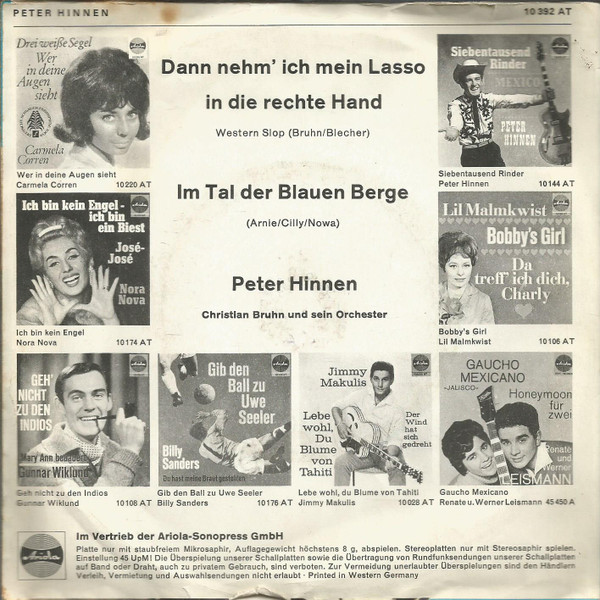 PETER HINNEN
10 392 AT
Drei weiße Segel
Wer
in deine
Augen
sieht
Carmela
Corren
Wer in deine Augen sieht
Carmela Corren 10 220 AT
Dann nehm' ich mein Lasso
in die rechte Hand
Western Slop (Bruhn/Blecher)
Siebentausend
Rinder
MEXICO
PETER
HINNEN
Siebentausend Rinder
Peter Hinnen 10 144 AT
Im Tal der Blauen Berge
(Arnie/Cilly/Nowa)
Ich bin kein Engel -
ich bin
ein Biest
José-
José
Nora
Nova
Ich bin kein Engel
Nora Nova 10 174 AT
Peter Hinnen
Christian Bruhn und sein Orchester
Lil Malmkwist
Bobby's Girl
Da
treff' ich dich,
Charly
Bobby's Girl
Lil Malmkwist 10 106 AT
GEH'
NICHT
ZU DEN
INDIOS
Mary Ann
Gunnar Wiklund
Geh nicht zu den Indios
Gunnar Wiklund 10 108 AT
Gib den
Ball zu
Uwe
Seeler
Billy
Sanders
Du hast meine Braut gestohlen
Gib den Ball zu Uwe Seeler
Billy Sanders 10 176 AT
Jimmy
Makulis
Lebe
wohl,
Du
Blume
von
Tahiti
Der
Wind
hat
sich
gedreht
Lebe wohl, du Blume von Tahiti
Jimmy Makulis 10 028 AT
GAUCHO
MEXICANO
-JALISCO-
Honeymoon
für
zwei
Renate
und
Werner
LEISMANN
Gaucho Mexicano
Renate u. Werner Leismann 45 450 A
Ariola
Im Vertrieb der Ariola-Sonopress GmbH
Platte nur mit staubfreiem Mikrosaphir, Auflagegewicht höchstens 8 g, abspielen. Stereoplatten nur mit Stereosaphir spielen.
Einstellung 45 UpM! Die Überspielung unserer Schallplatten sowie die Übertragung von Rundfunksendungen unserer Schallplatten
auf Band oder Draht, auch zu privatem Gebrauch, sind verboten. Zur Vermeidung unerlaubter Überspielungen sind den Händlern
Verleih, Vermietung und Auswahlsendungen nicht erlaubt · Printed in Western Germany